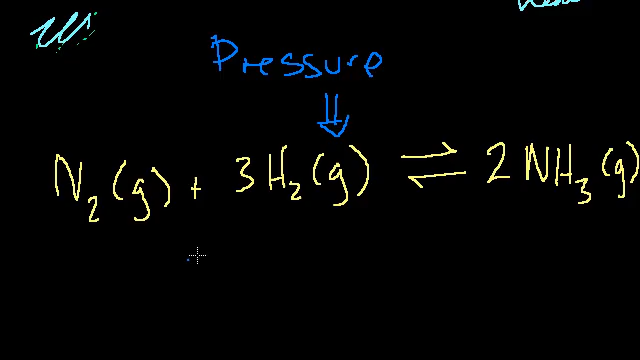 Pressure
N₂(g) + 3H₂(g) ⇌ 2NH₃(g)